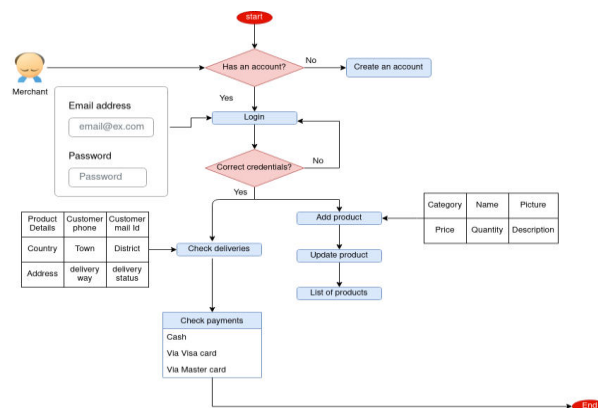 start
Has an account?
No
Create an account
Merchant
Yes
Email address
email@ex.com
Login
Password
Password
Correct credentials?
No
Yes
Category Name Picture
Price Quantity Description
Add product
Product Details
Customer phone
Customer mail Id
Country Town District
Address
delivery way
delivery status
Check deliveries
Update product
List of products
Check payments
Cash
Via Visa card
Via Master card
End